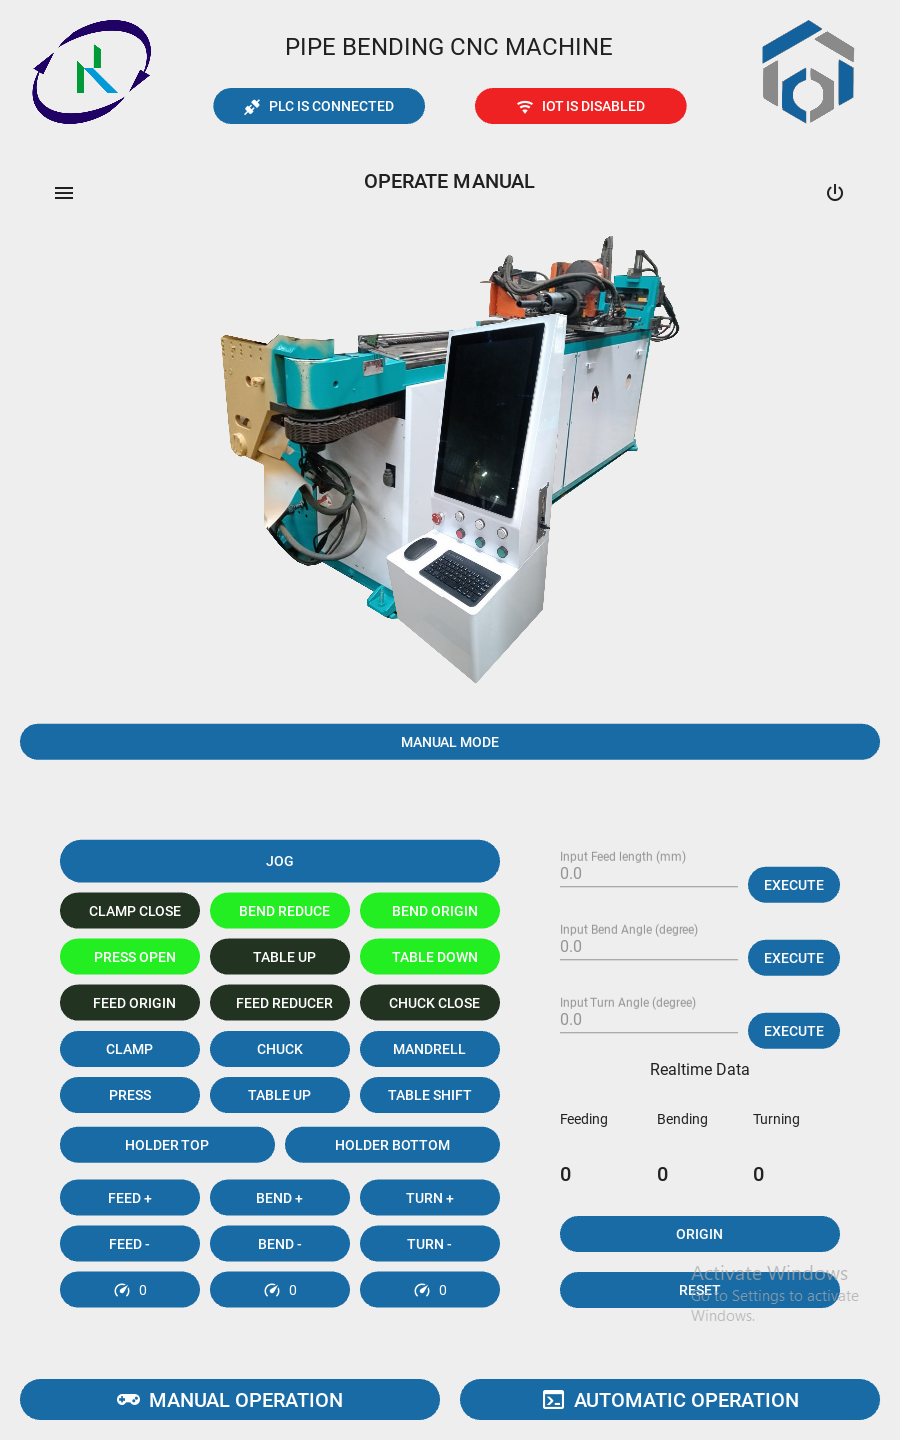 PIPE BENDING CNC MACHINE
PLC IS CONNECTED
IOT IS DISABLED
OPERATE MANUAL
MANUAL MODE
JOG
CLAMP CLOSE
BEND REDUCE
BEND ORIGIN
PRESS OPEN
TABLE UP
TABLE DOWN
FEED ORIGIN
FEED REDUCER
CHUCK CLOSE
CLAMP
CHUCK
MANDRELL
PRESS
TABLE UP
TABLE SHIFT
HOLDER TOP
HOLDER BOTTOM
FEED +
BEND +
TURN +
FEED -
BEND -
TURN -
0
0
0
Input Feed length (mm)
0.0
EXECUTE
Input Bend Angle (degree)
0.0
EXECUTE
Input Turn Angle (degree)
0.0
EXECUTE
Realtime Data
Feeding
Bending
Turning
0
0
0
ORIGIN
RESET
Activate Windows
Go to Settings to activate
Windows.
MANUAL OPERATION
AUTOMATIC OPERATION